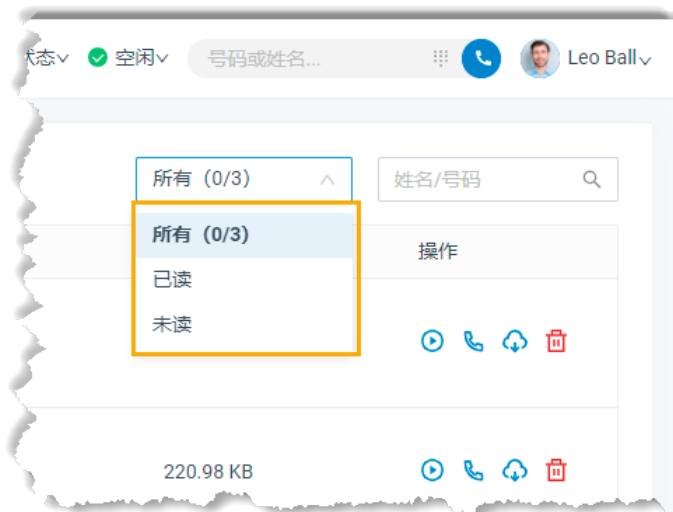 态
空闲
号码或姓名...
Leo Ball
所有 (0/3)
姓名/号码
所有 (0/3)
操作
已读
未读
220.98 KB